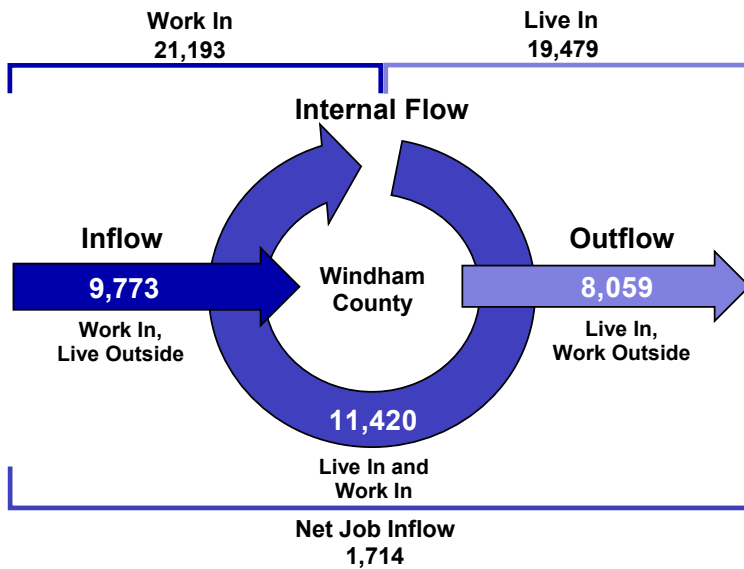 Work In
21,193
Live In
19,479
Internal Flow
Inflow
9,773
Work In,
Live Outside
Windham
County
Outflow
8,059
Live In,
Work Outside
11,420
Live In and
Work In
Net Job Inflow
1,714